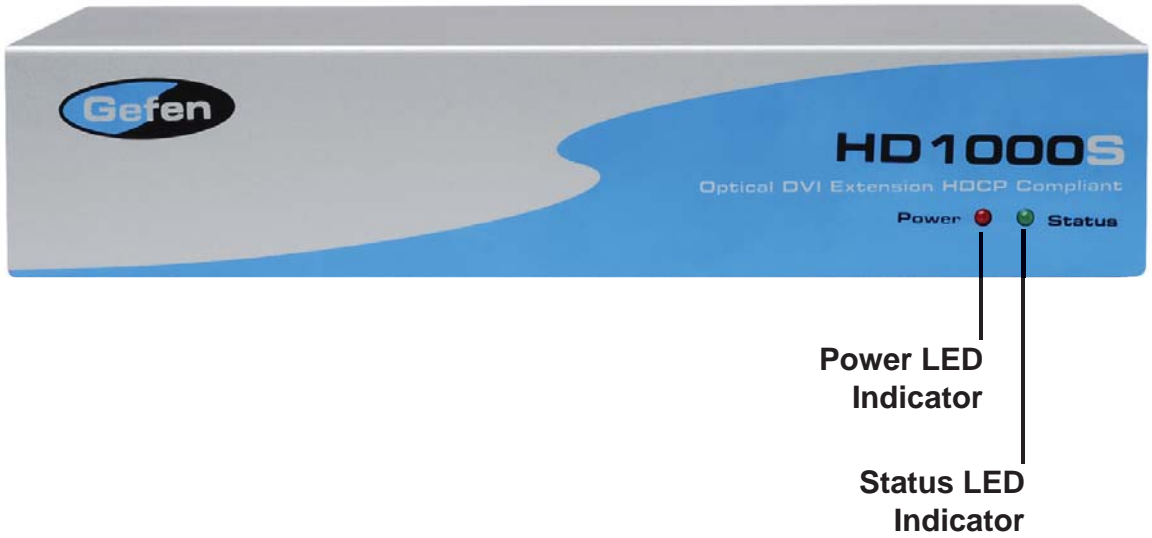 Gefen
HD1000S
Optical DVI Extension HDCP Compliant
Power
Status
Power LED
Indicator
Status LED
Indicator